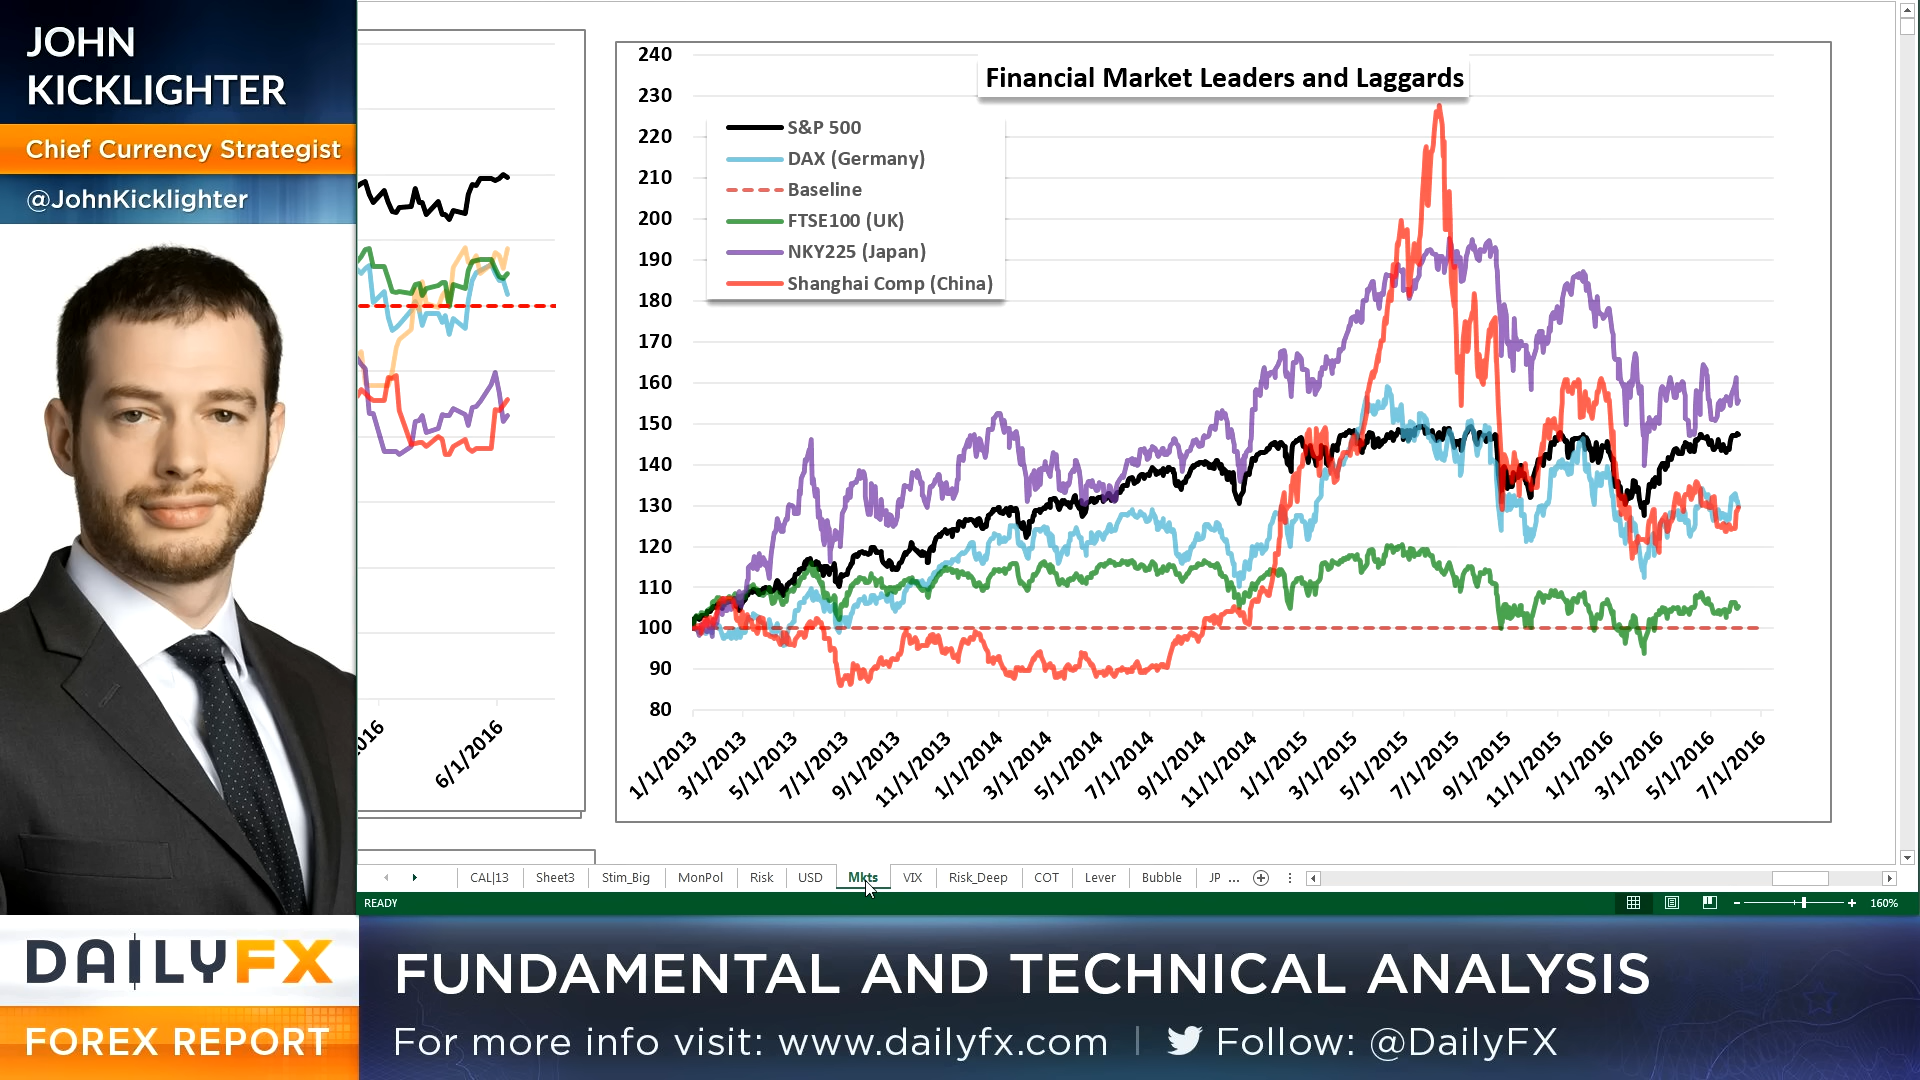 JOHN
KICKLIGHTER
Chief Currency Strategist
@JohnKicklighter
016
6/1/2016
Financial Market Leaders and Laggards
240
230
220
210
200
190
180
170
160
150
140
130
120
110
100
90
80
S&P 500
DAX (Germany)
Baseline
FTSE100 (UK)
NKY225 (Japan)
Shanghai Comp (China)
1/1/2013
3/1/2013
5/1/2013
7/1/2013
9/1/2013
11/1/2013
1/1/2014
3/1/2014
5/1/2014
7/1/2014
9/1/2014
11/1/2014
1/1/2015
3/1/2015
5/1/2015
7/1/2015
9/1/2015
11/1/2015
1/1/2016
3/1/2016
5/1/2016
7/1/2016
CAL|13 Sheet3 Stim_Big MonPol Risk USD Mkts VIX Risk_Deep COT Lever Bubble JP ...
READY
160%
DAILYFX
FOREX REPORT
FUNDAMENTAL AND TECHNICAL ANALYSIS
For more info visit: www.dailyfx.com | Follow: @DailyFX